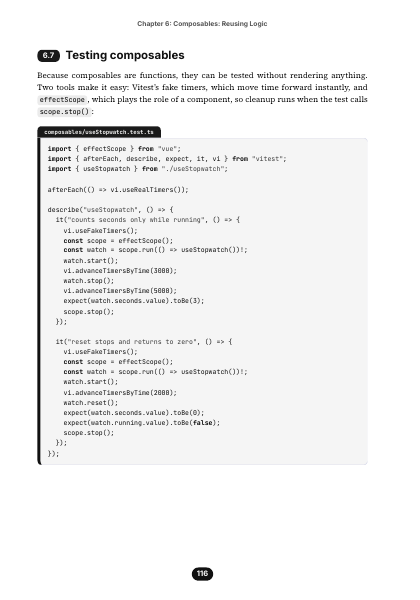 Chapter 6: Composables: Reusing Logic
6.7 Testing composables
Because composables are functions, they can be tested without rendering anything.
Two tools make it easy: Vitest's fake timers, which move time forward instantly, and
effectScope, which plays the role of a component, so cleanup runs when the test calls
scope.stop():
composables/useStopwatch.test.ts
import { effectScope } from "vue";
import { afterEach, describe, expect, it, vi } from "vitest";
import { useStopwatch } from "./useStopwatch";
afterEach(() => vi.useRealTimers());
describe("useStopwatch", () => {
  it("counts seconds only while running", () => {
    vi.useFakeTimers();
    const scope = effectScope();
    const watch = scope.run(() => useStopwatch())!;
    watch.start();
    vi.advanceTimersByTime(3000);
    watch.stop();
    vi.advanceTimersByTime(5000);
    expect(watch.seconds.value).toBe(3);
    scope.stop();
  });
  it("reset stops and returns to zero", () => {
    vi.useFakeTimers();
    const scope = effectScope();
    const watch = scope.run(() => useStopwatch())!;
    watch.start();
    vi.advanceTimersByTime(2000);
    watch.reset();
    expect(watch.seconds.value).toBe(0);
    expect(watch.running.value).toBe(false);
    scope.stop();
  });
});
116